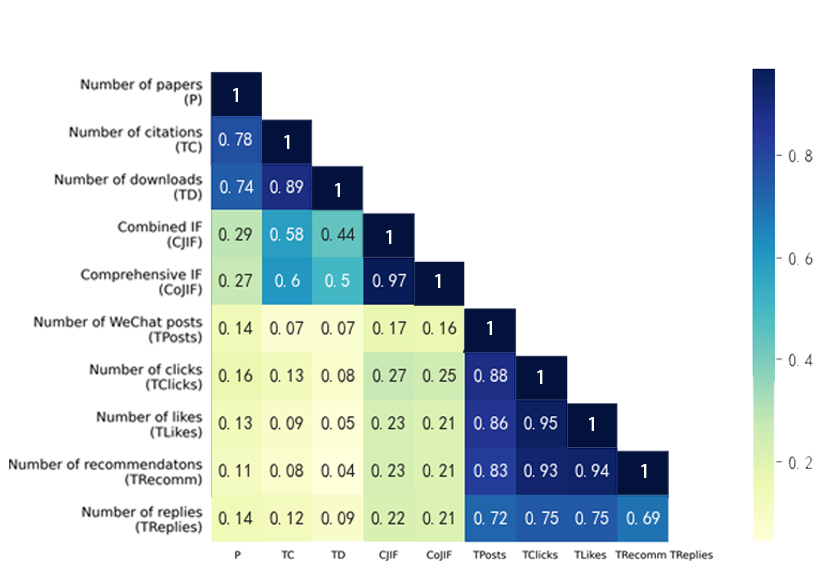 Number of papers
(P)
1
Number of citations
(TC)
0.78 1
Number of downloads
(TD)
0.74 0.89 1
Combined IF
(CJIF)
0.29 0.58 0.44 1
Comprehensive IF
(CoJIF)
0.27 0.6 0.5 0.97 1
Number of WeChat posts
(TPosts)
0.14 0.07 0.07 0.17 0.16 1
Number of clicks
(TClicks)
0.16 0.13 0.08 0.27 0.25 0.88 1
Number of likes
(TLikes)
0.13 0.09 0.05 0.23 0.21 0.86 0.95 1
Number of recommendatons
(TRecomm)
0.11 0.08 0.04 0.23 0.21 0.83 0.93 0.94 1
Number of replies
(TReplies)
0.14 0.12 0.09 0.22 0.21 0.72 0.75 0.75 0.69
P TC TD CJIF CoJIF TPosts TClicks TLikes TRecomm TReplies
0.8
0.6
0.4
0.2